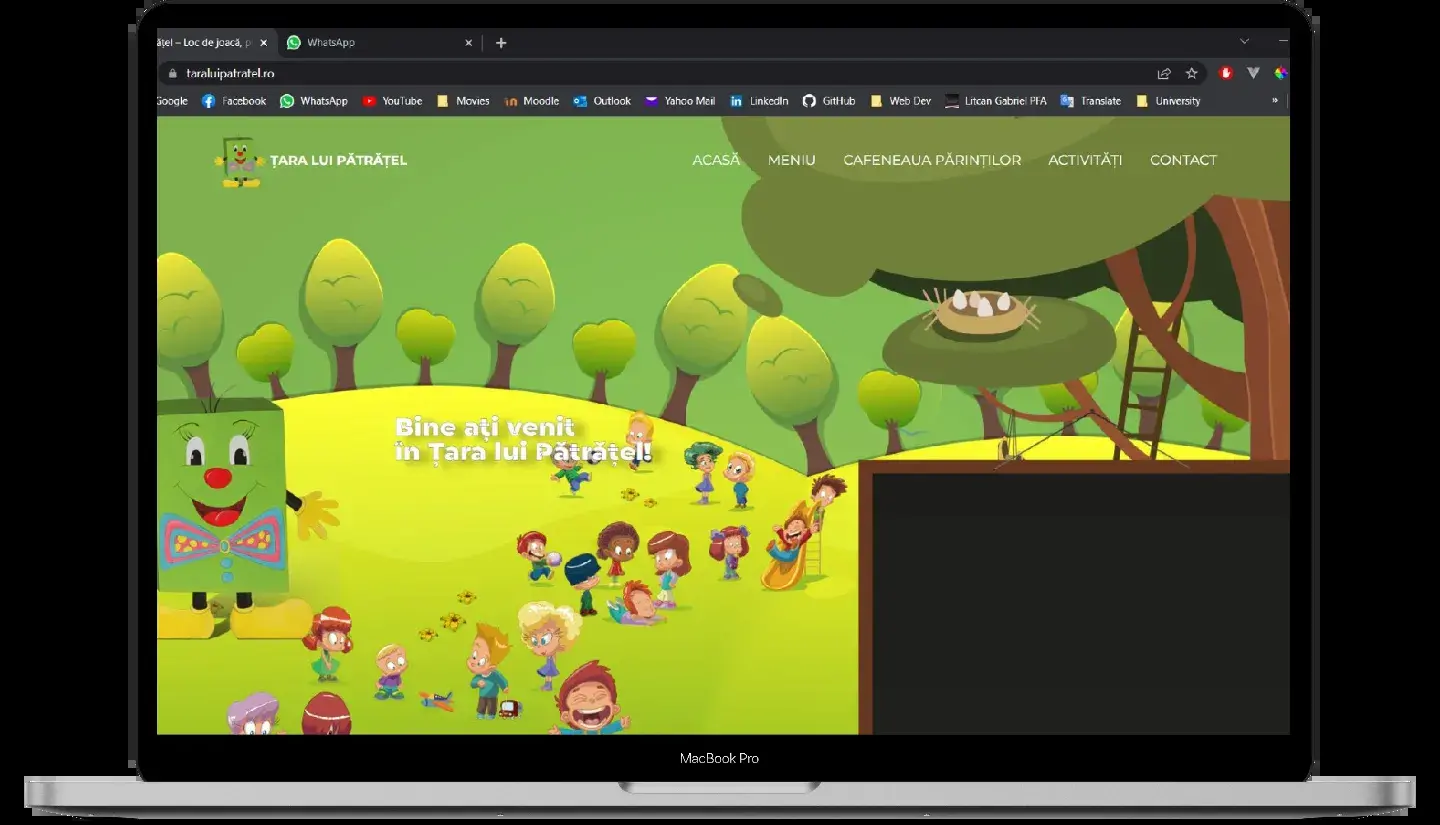 ățel – Loc de joacă, p
WhatsApp
taraluipatratel.ro
Google Facebook WhatsApp YouTube Movies Moodle Outlook Yahoo Mail LinkedIn GitHub Web Dev Litcan Gabriel PFA Translate University »
ȚARA LUI PĂTRĂȚEL
ACASĂ MENIU CAFENEAUA PĂRINȚILOR ACTIVITĂȚI CONTACT
Bine ați venit
în Țara lui Pătrățel!
MacBook Pro